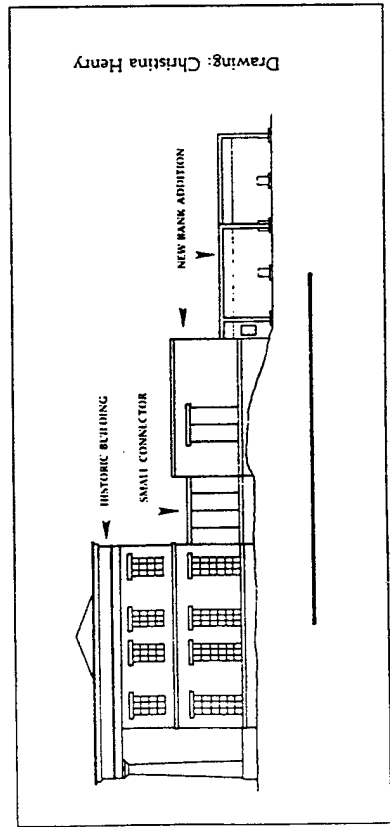 HISTORIC BUILDING
SMALL CONNECTOR
NEW BANK ADDITION
Drawing: Christina Henry